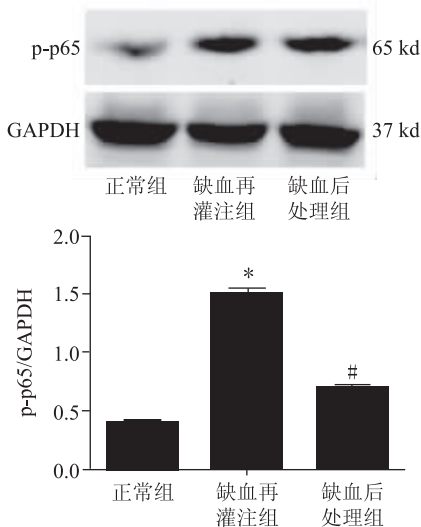 p-p65 65 kd
GAPDH 37 kd
正常组 缺血再 缺血后
灌注组 处理组
2.0
1.5
1.0
0.5
0.0
p-p65/GAPDH
*
#
正常组 缺血再 缺血后
灌注组 处理组